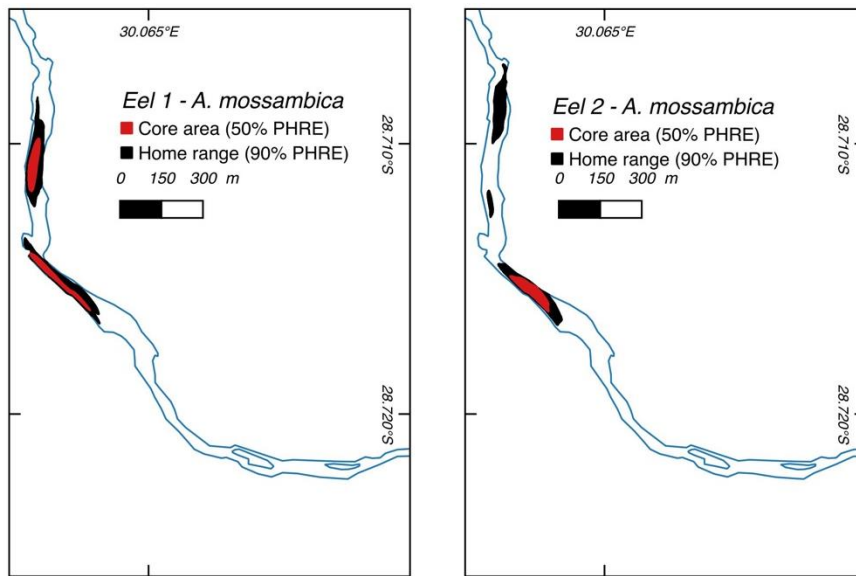 30.065°E
Eel 1 - A. mossambica
Core area (50% PHRE)
Home range (90% PHRE)
0 150 300 m
28.710°S
28.720°S
30.065°E
Eel 2 - A. mossambica
Core area (50% PHRE)
Home range (90% PHRE)
0 150 300 m
28.710°S
28.720°S